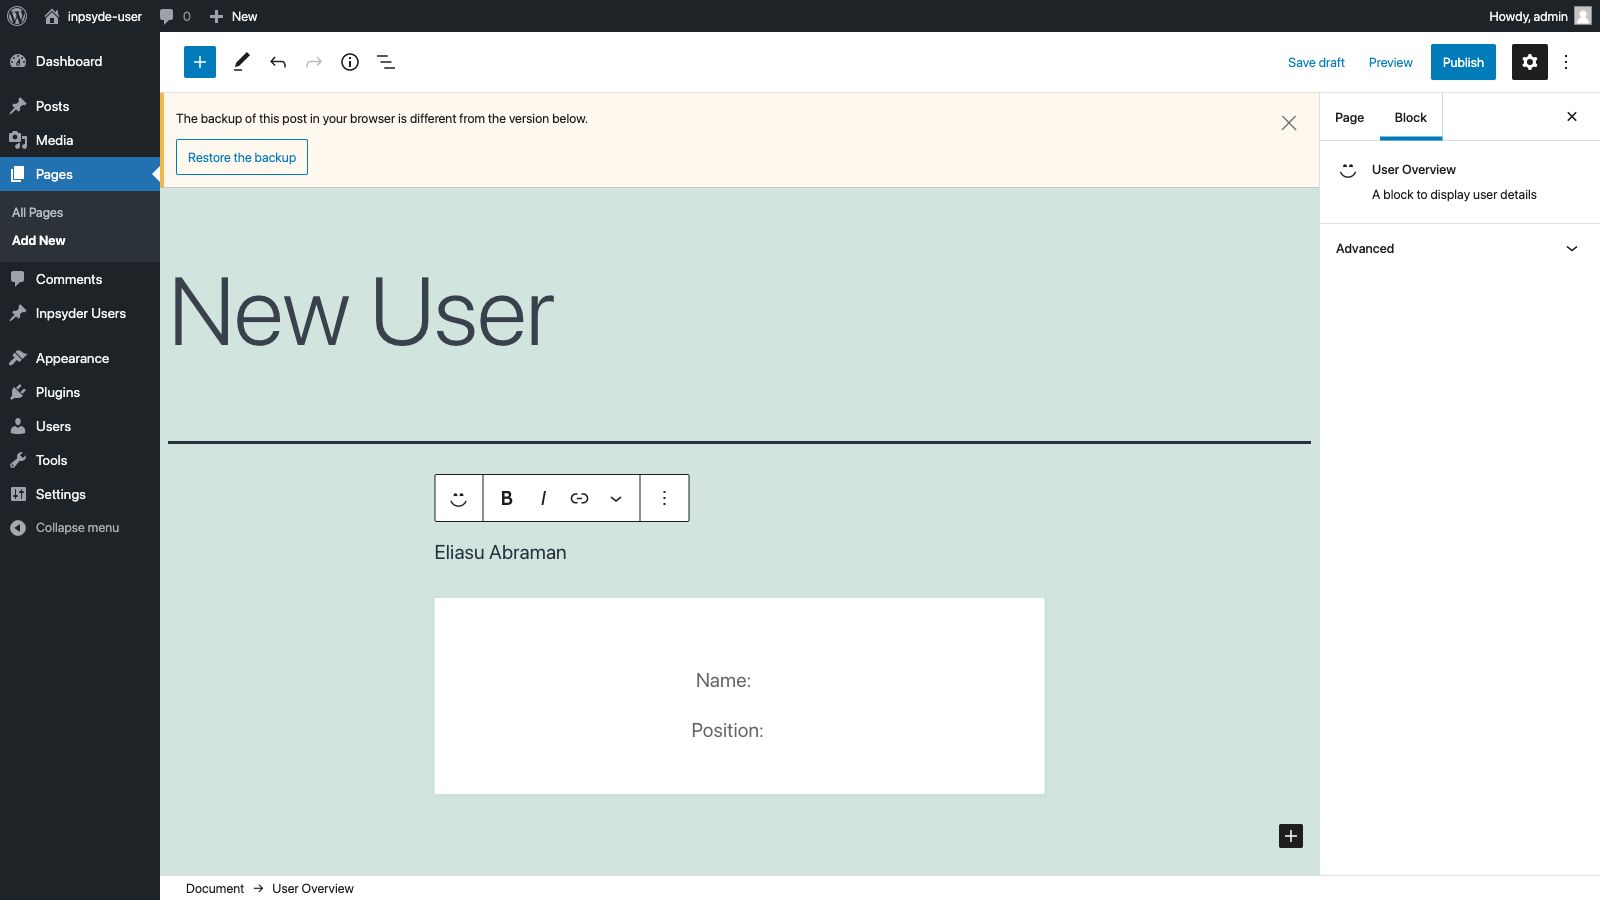 inpsyde-user 0 New Howdy, admin
Dashboard
Posts
Media
Pages
All Pages
Add New
Comments
Inpsyder Users
Appearance
Plugins
Users
Tools
Settings
Collapse menu
Save draft Preview Publish
The backup of this post in your browser is different from the version below.
Restore the backup
New User
B I
Eliasu Abraman
Name:
Position:
Page Block
User Overview
A block to display user details
Advanced
Document → User Overview